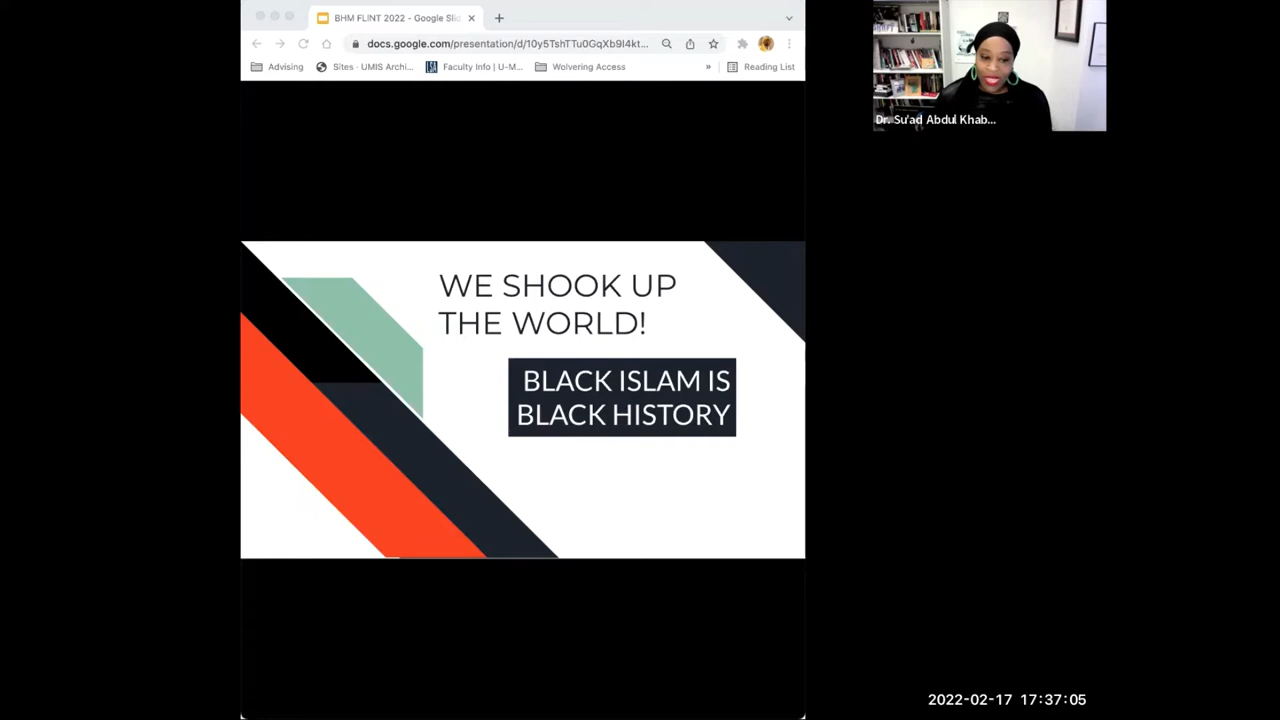 BHM FLINT 2022 - Google Sli
docs.google.com/presentation/d/10y5TshTTu0GqXb9I4kt...
Advising
Sites · UMIS Archi...
Faculty Info | U-M...
Wolvering Access
»
Reading List
Dr. Su'ad Abdul Khab...
WE SHOOK UP
THE WORLD!
BLACK ISLAM IS
BLACK HISTORY
2022-02-17 17:37:05